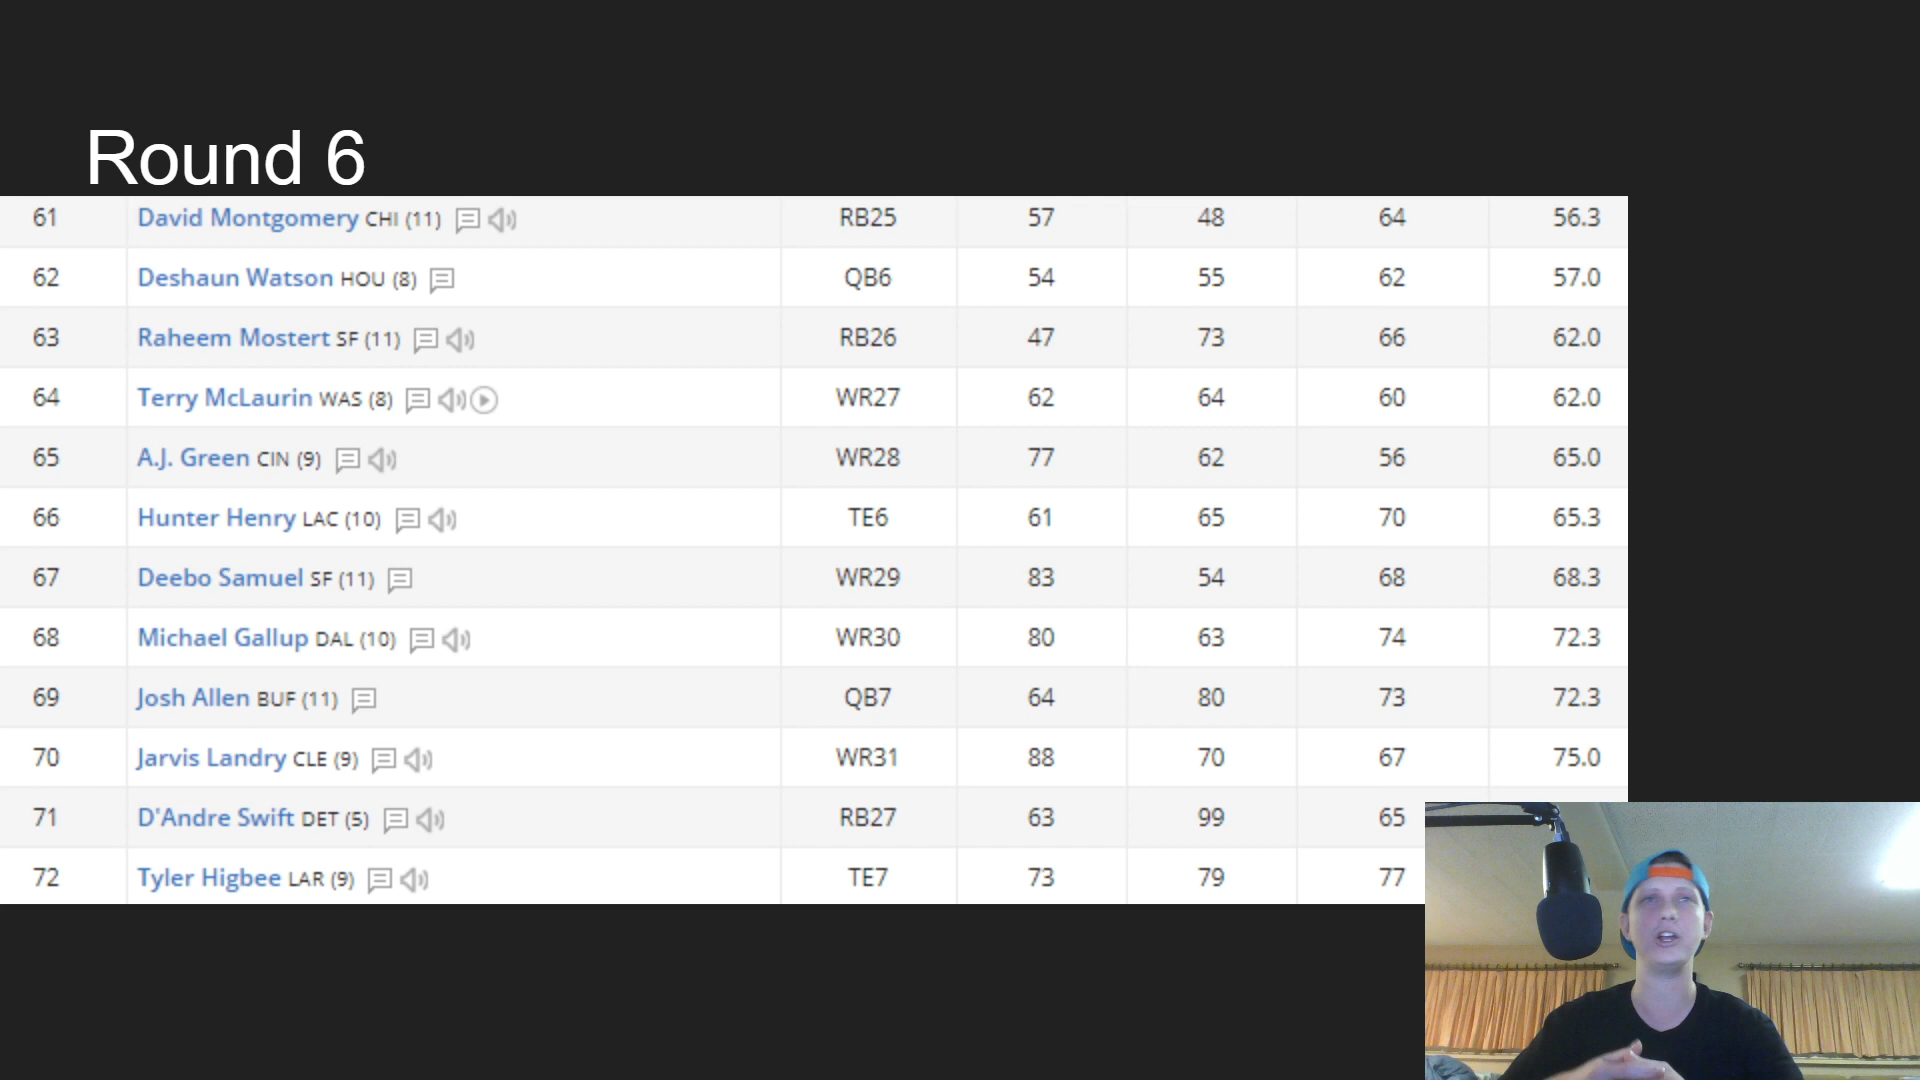 Round 6
61 David Montgomery CHI (11) RB25 57 48 64 56.3
62 Deshaun Watson HOU (8) QB6 54 55 62 57.0
63 Raheem Mostert SF (11) RB26 47 73 66 62.0
64 Terry McLaurin WAS (8) WR27 62 64 60 62.0
65 A.J. Green CIN (9) WR28 77 62 56 65.0
66 Hunter Henry LAC (10) TE6 61 65 70 65.3
67 Deebo Samuel SF (11) WR29 83 54 68 68.3
68 Michael Gallup DAL (10) WR30 80 63 74 72.3
69 Josh Allen BUF (11) QB7 64 80 73 72.3
70 Jarvis Landry CLE (9) WR31 88 70 67 75.0
71 D'Andre Swift DET (5) RB27 63 99 65
72 Tyler Higbee LAR (9) TE7 73 79 77